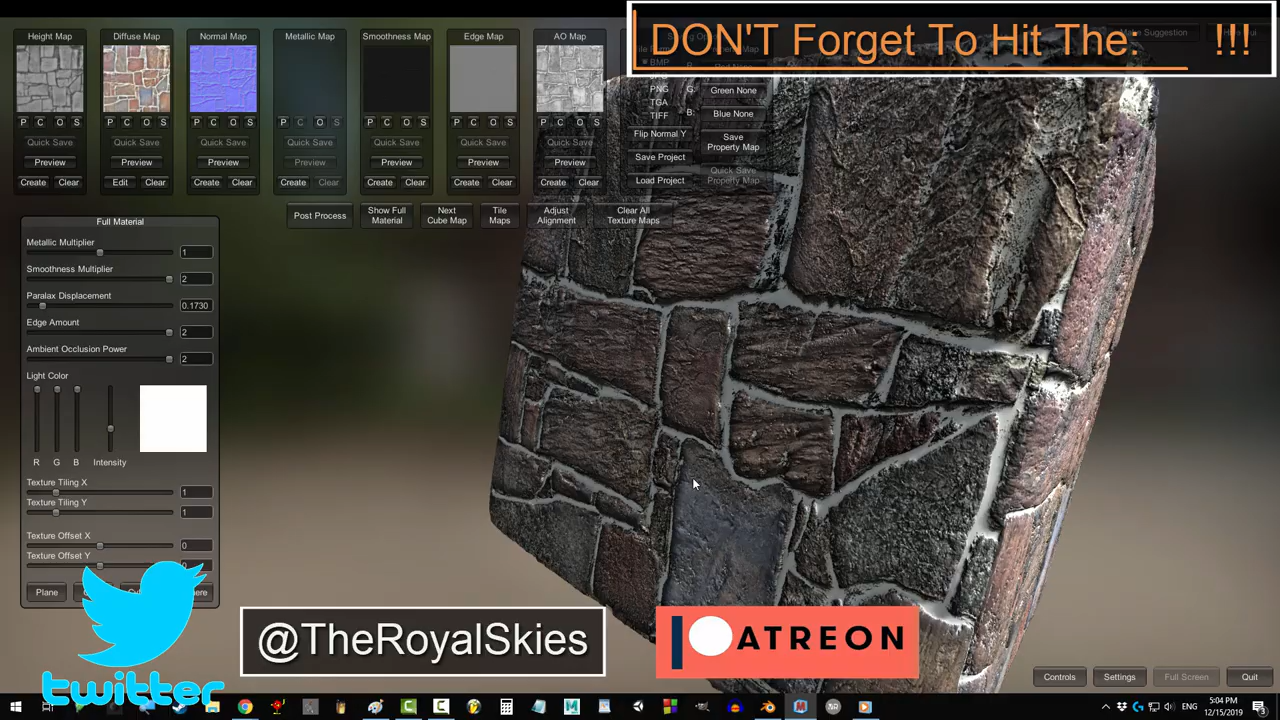 DON'T Forget To Hit The: !!!
Height Map
Diffuse Map
Normal Map
Metallic Map
Smoothness Map
Edge Map
AO Map
BMP
PNG
TGA
TIFF
G:
B:
Green None
Blue None
P C O S
P C O S
P C O S
P C O S
P C O S
P C O S
P C O S
Quick Save
Quick Save
Quick Save
Quick Save
Quick Save
Quick Save
Quick Save
Preview
Preview
Preview
Preview
Preview
Preview
Preview
Create Clear
Edit Clear
Create Clear
Create Clear
Create Clear
Create Clear
Create Clear
Flip Normal Y
Save Project
Load Project
Save
Property Map
Quick Save
Property Map
Post Process
Show Full
Material
Next
Cube Map
Tile
Maps
Adjust
Alignment
Clear All
Texture Maps
Full Material
Metallic Multiplier
1
Smoothness Multiplier
2
Paralax Displacement
0.1730
Edge Amount
2
Ambient Occlusion Power
2
Light Color
R G B Intensity
Texture Tiling X
1
Texture Tiling Y
1
Texture Offset X
0
Texture Offset Y
Plane
twitter
@TheRoyalSkies
PATREON
Controls
Settings
Full Screen
Quit
ENG
5:04 PM
12/15/2019